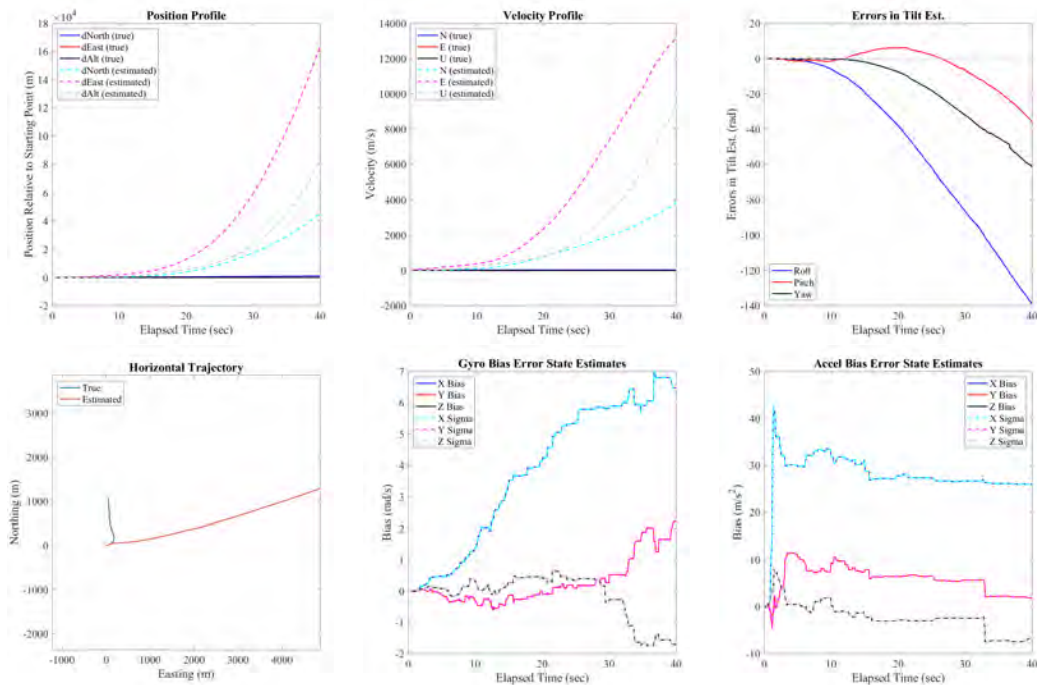 Position Profile
×10⁴
Position Relative to Starting Point (m)
18
16
14
12
10
8
6
4
2
0
-2
dNorth (true)
dEast (true)
dAlt (true)
dNorth (estimated)
dEast (estimated)
dAlt (estimated)
0 10 20 30 40
Elapsed Time (sec)
Velocity Profile
Velocity (m/s)
14000
12000
10000
8000
6000
4000
2000
0
-2000
N (true)
E (true)
U (true)
N (estimated)
E (estimated)
U (estimated)
0 10 20 30 40
Elapsed Time (sec)
Errors in Tilt Est.
Errors in Tilt Est. (rad)
20
0
-20
-40
-60
-80
-100
-120
-140
Roll
Pitch
Yaw
0 10 20 30 40
Elapsed Time (sec)
Horizontal Trajectory
Northing (m)
True
Estimated
3000
2000
1000
0
-1000
-2000
-1000 0 1000 2000 3000 4000
Easting (m)
Gyro Bias Error State Estimates
Bias (rad/s)
7
6
5
4
3
2
1
0
-1
-2
X Bias
Y Bias
Z Bias
X Sigma
Y Sigma
Z Sigma
0 10 20 30 40
Elapsed Time (sec)
Accel Bias Error State Estimates
Bias (m/s²)
50
40
30
20
10
0
-10
X Bias
Y Bias
Z Bias
X Sigma
Y Sigma
Z Sigma
0 10 20 30 40
Elapsed Time (sec)